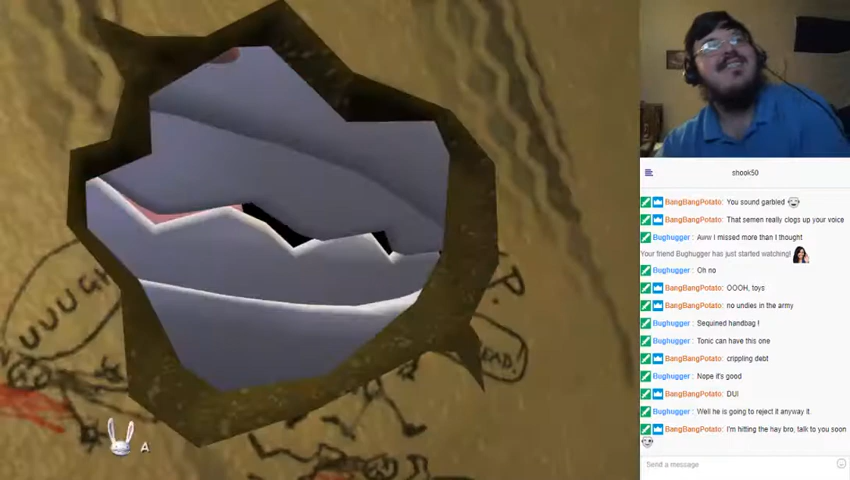 shook50
BangBangPotato: You sound garbled
BangBangPotato: That semen really clogs up your voice
Bughugger: Aww I missed more than I thought
Your friend Bughugger has just started watching!
Bughugger: Oh no
BangBangPotato: OOOH, toys
BangBangPotato: no undies in the army
Bughugger: Sequined handbag !
Bughugger: Tonic can have this one
BangBangPotato: crippling debt
Bughugger: Nope it's good
BangBangPotato: DUI
Bughugger: Well he is going to reject it anyway it.
BangBangPotato: I'm hitting the hay bro, talk to you soon
Send a message
UUUGH
A